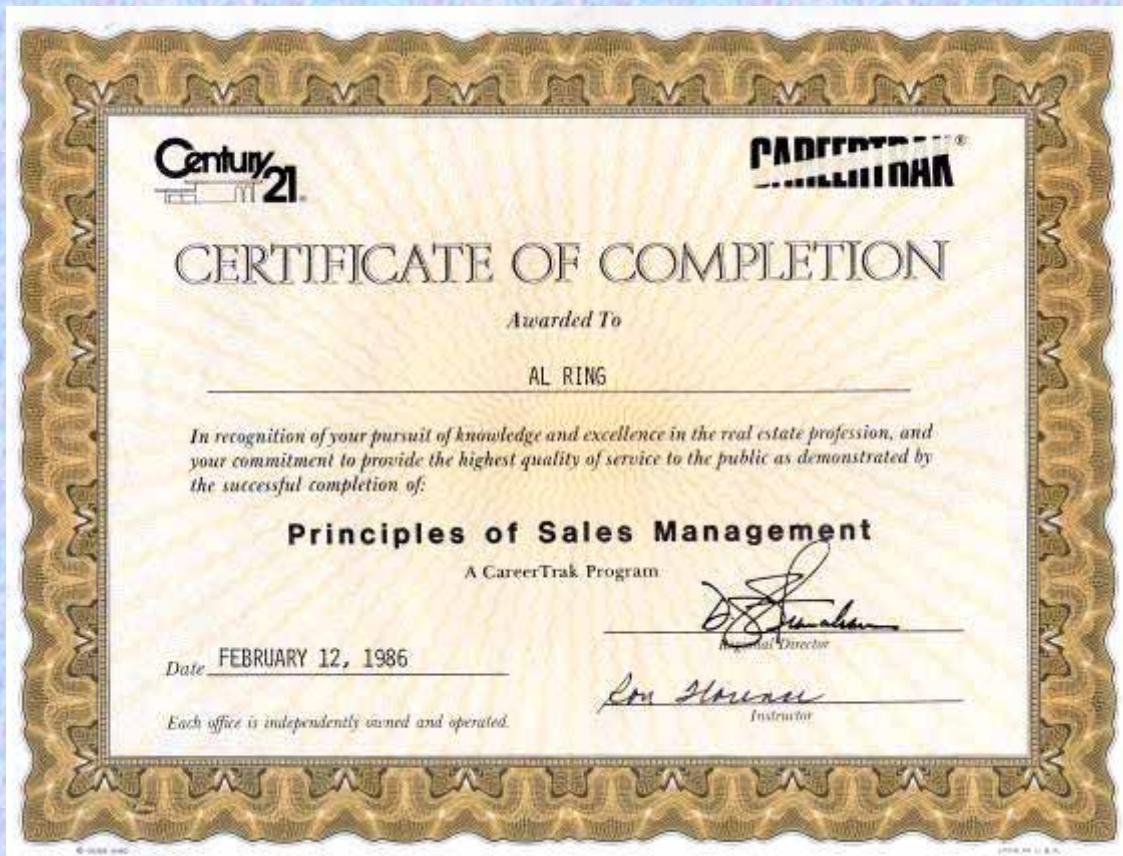 Century 21
CAREERTRAK®
CERTIFICATE OF COMPLETION
Awarded To
AL RING
In recognition of your pursuit of knowledge and excellence in the real estate profession, and
your commitment to provide the highest quality of service to the public as demonstrated by
the successful completion of:
Principles of Sales Management
A CareerTrak Program
Regional Director
Date FEBRUARY 12, 1986
Ron Florence
Instructor
Each office is independently owned and operated.